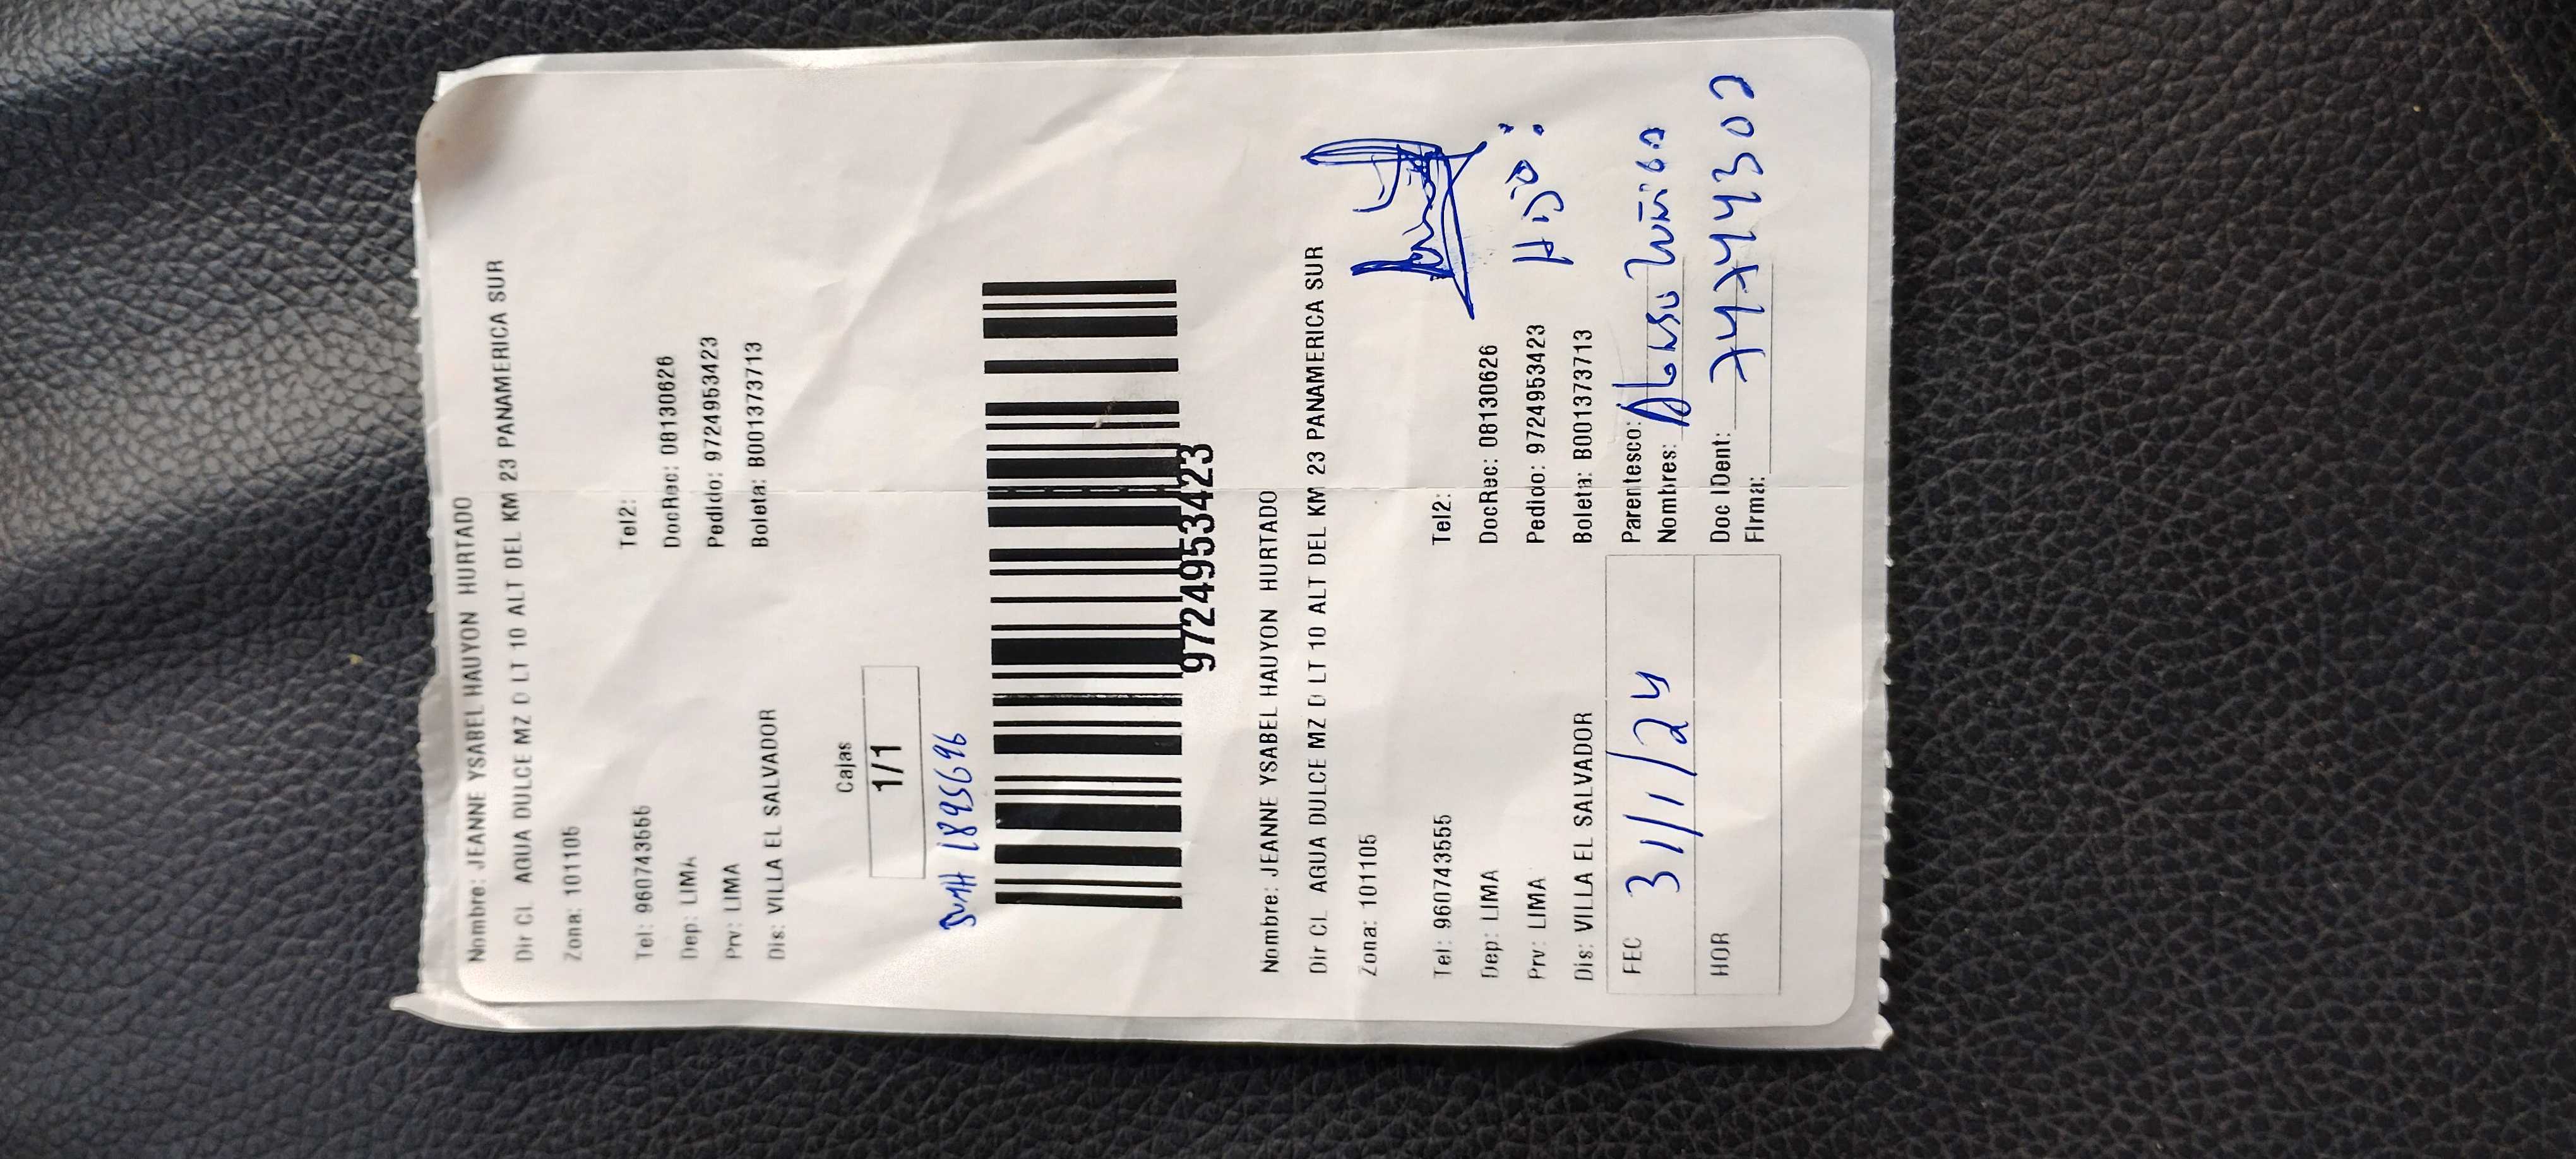 Nombre: JEANNE YSABEL HAUYON HURTADO
Dir CL AGUA DULCE MZ D LT 10 ALT DEL KM 23 PANAMERICA SUR
Zona: 101105
Tel: 960743555 Tel2:
Dep: LIMA DocRec: 08130626
Prv: LIMA Pedido: 9724953423
Dis: VILLA EL SALVADOR Boleta: B001373713
Cajas
1/1
9724953423
Nombre: JEANNE YSABEL HAUYON HURTADO
Dir CL AGUA DULCE MZ D LT 10 ALT DEL KM 23 PANAMERICA SUR
Zona: 101105
Tel: 960743555 Tel2:
Dep: LIMA DocRec: 08130626
Prv: LIMA Pedido: 9724953423
Hijo:
Dis: VILLA EL SALVADOR Boleta: B001373713
FEC 31/1/24 Parentesco:
Nombres: Alonso Zuñiga
HOR Doc IDent: 74744307
FIrma: